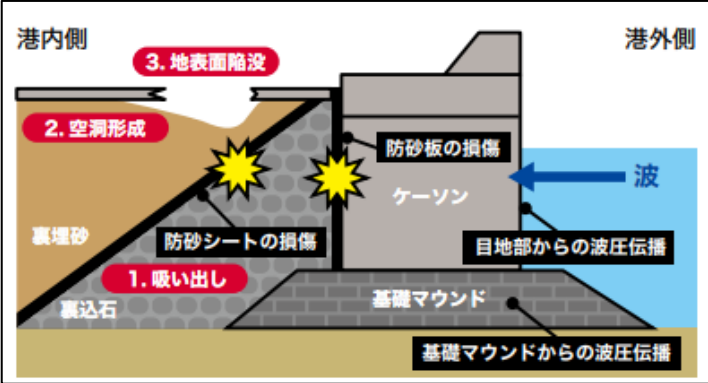 港内側
港外側
3. 地表面陥没
2. 空洞形成
防砂板の損傷
波
ケーソン
裏埋砂
防砂シートの損傷
目地部からの波圧伝播
1. 吸い出し
基礎マウンド
裏込石
基礎マウンドからの波圧伝播